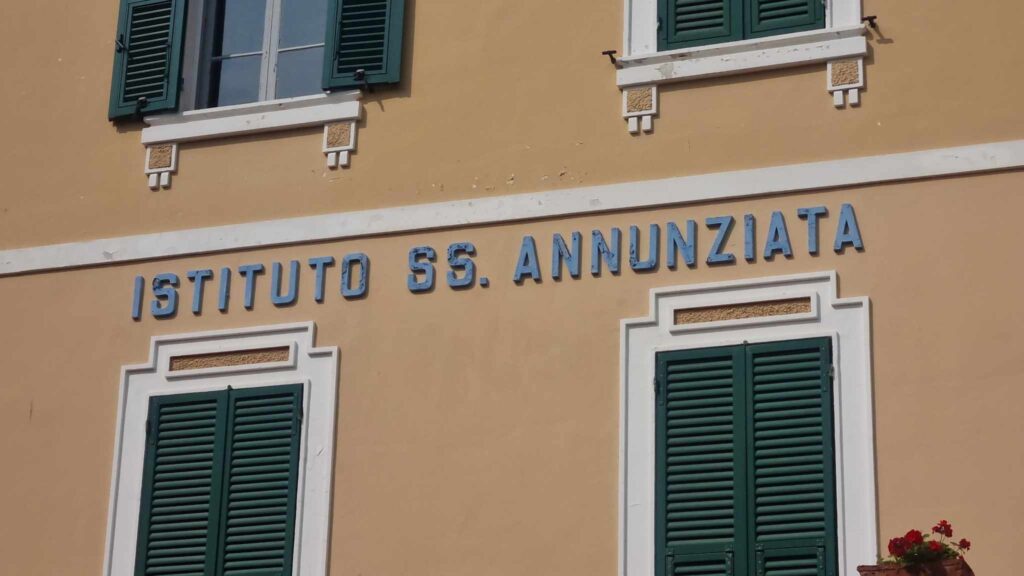 ISTITUTO SS. ANNUNZIATA